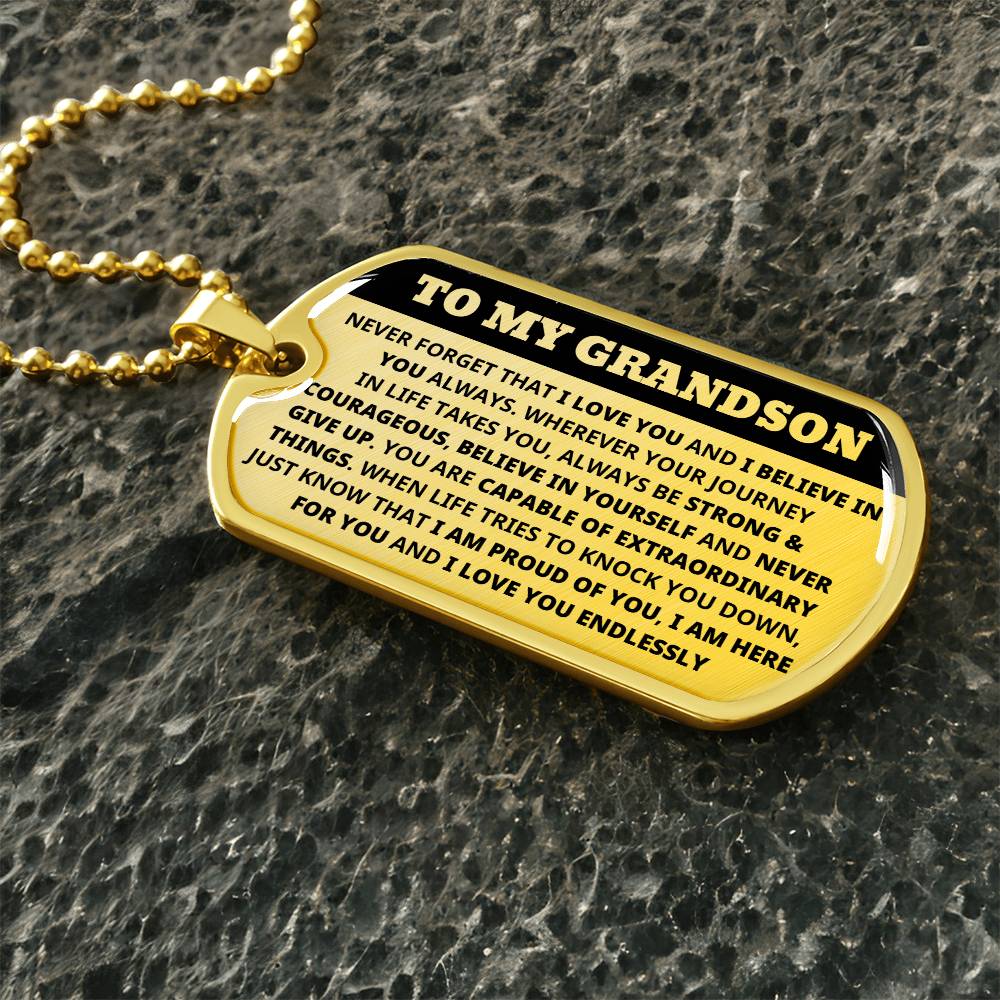 TO MY GRANDSON
NEVER FORGET THAT I LOVE YOU AND I BELIEVE IN
YOU ALWAYS. WHEREVER YOUR JOURNEY
IN LIFE TAKES YOU, ALWAYS BE STRONG &
COURAGEOUS, BELIEVE IN YOURSELF AND NEVER
GIVE UP. YOU ARE CAPABLE OF EXTRAORDINARY
THINGS. WHEN LIFE TRIES TO KNOCK YOU DOWN,
JUST KNOW THAT I AM PROUD OF YOU, I AM HERE
FOR YOU AND I LOVE YOU ENDLESSLY